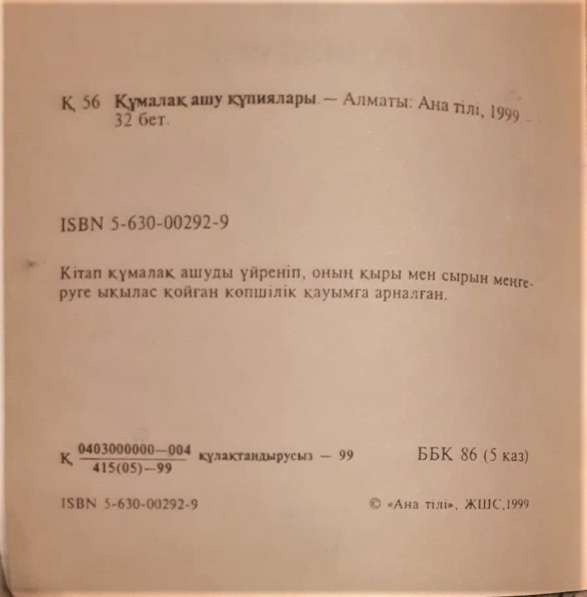 Қ 56 Құмалақ ашу құпиялары. — Алматы: Ана тілі, 1999 —
32 бет.
ISBN 5-630-00292-9
Кітап құмалақ ашуды үйреніп, оның қыры мен сырын меңге-
руге ықылас қойған көпшілік қауымға арналған.
Қ 0403000000—004 құлақтандырусыз — 99 ББК 86 (5 каз)
415(05)—99
ISBN 5-630-00292-9 © «Ана тілі», ЖШС,1999